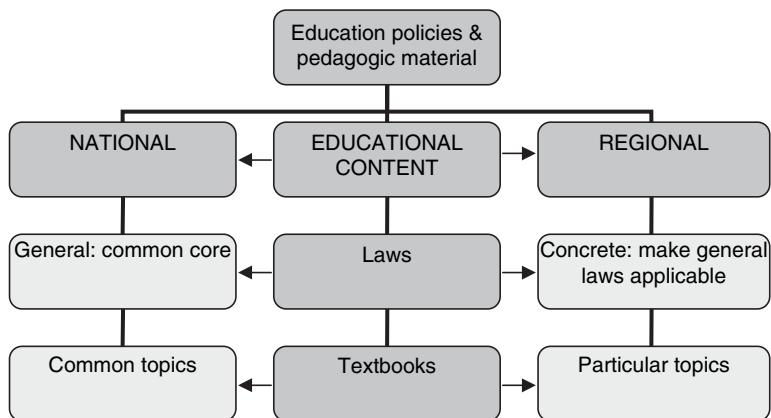 Education policies &
pedagogic material
NATIONAL
EDUCATIONAL
CONTENT
REGIONAL
General: common core
Laws
Concrete: make general
laws applicable
Common topics
Textbooks
Particular topics